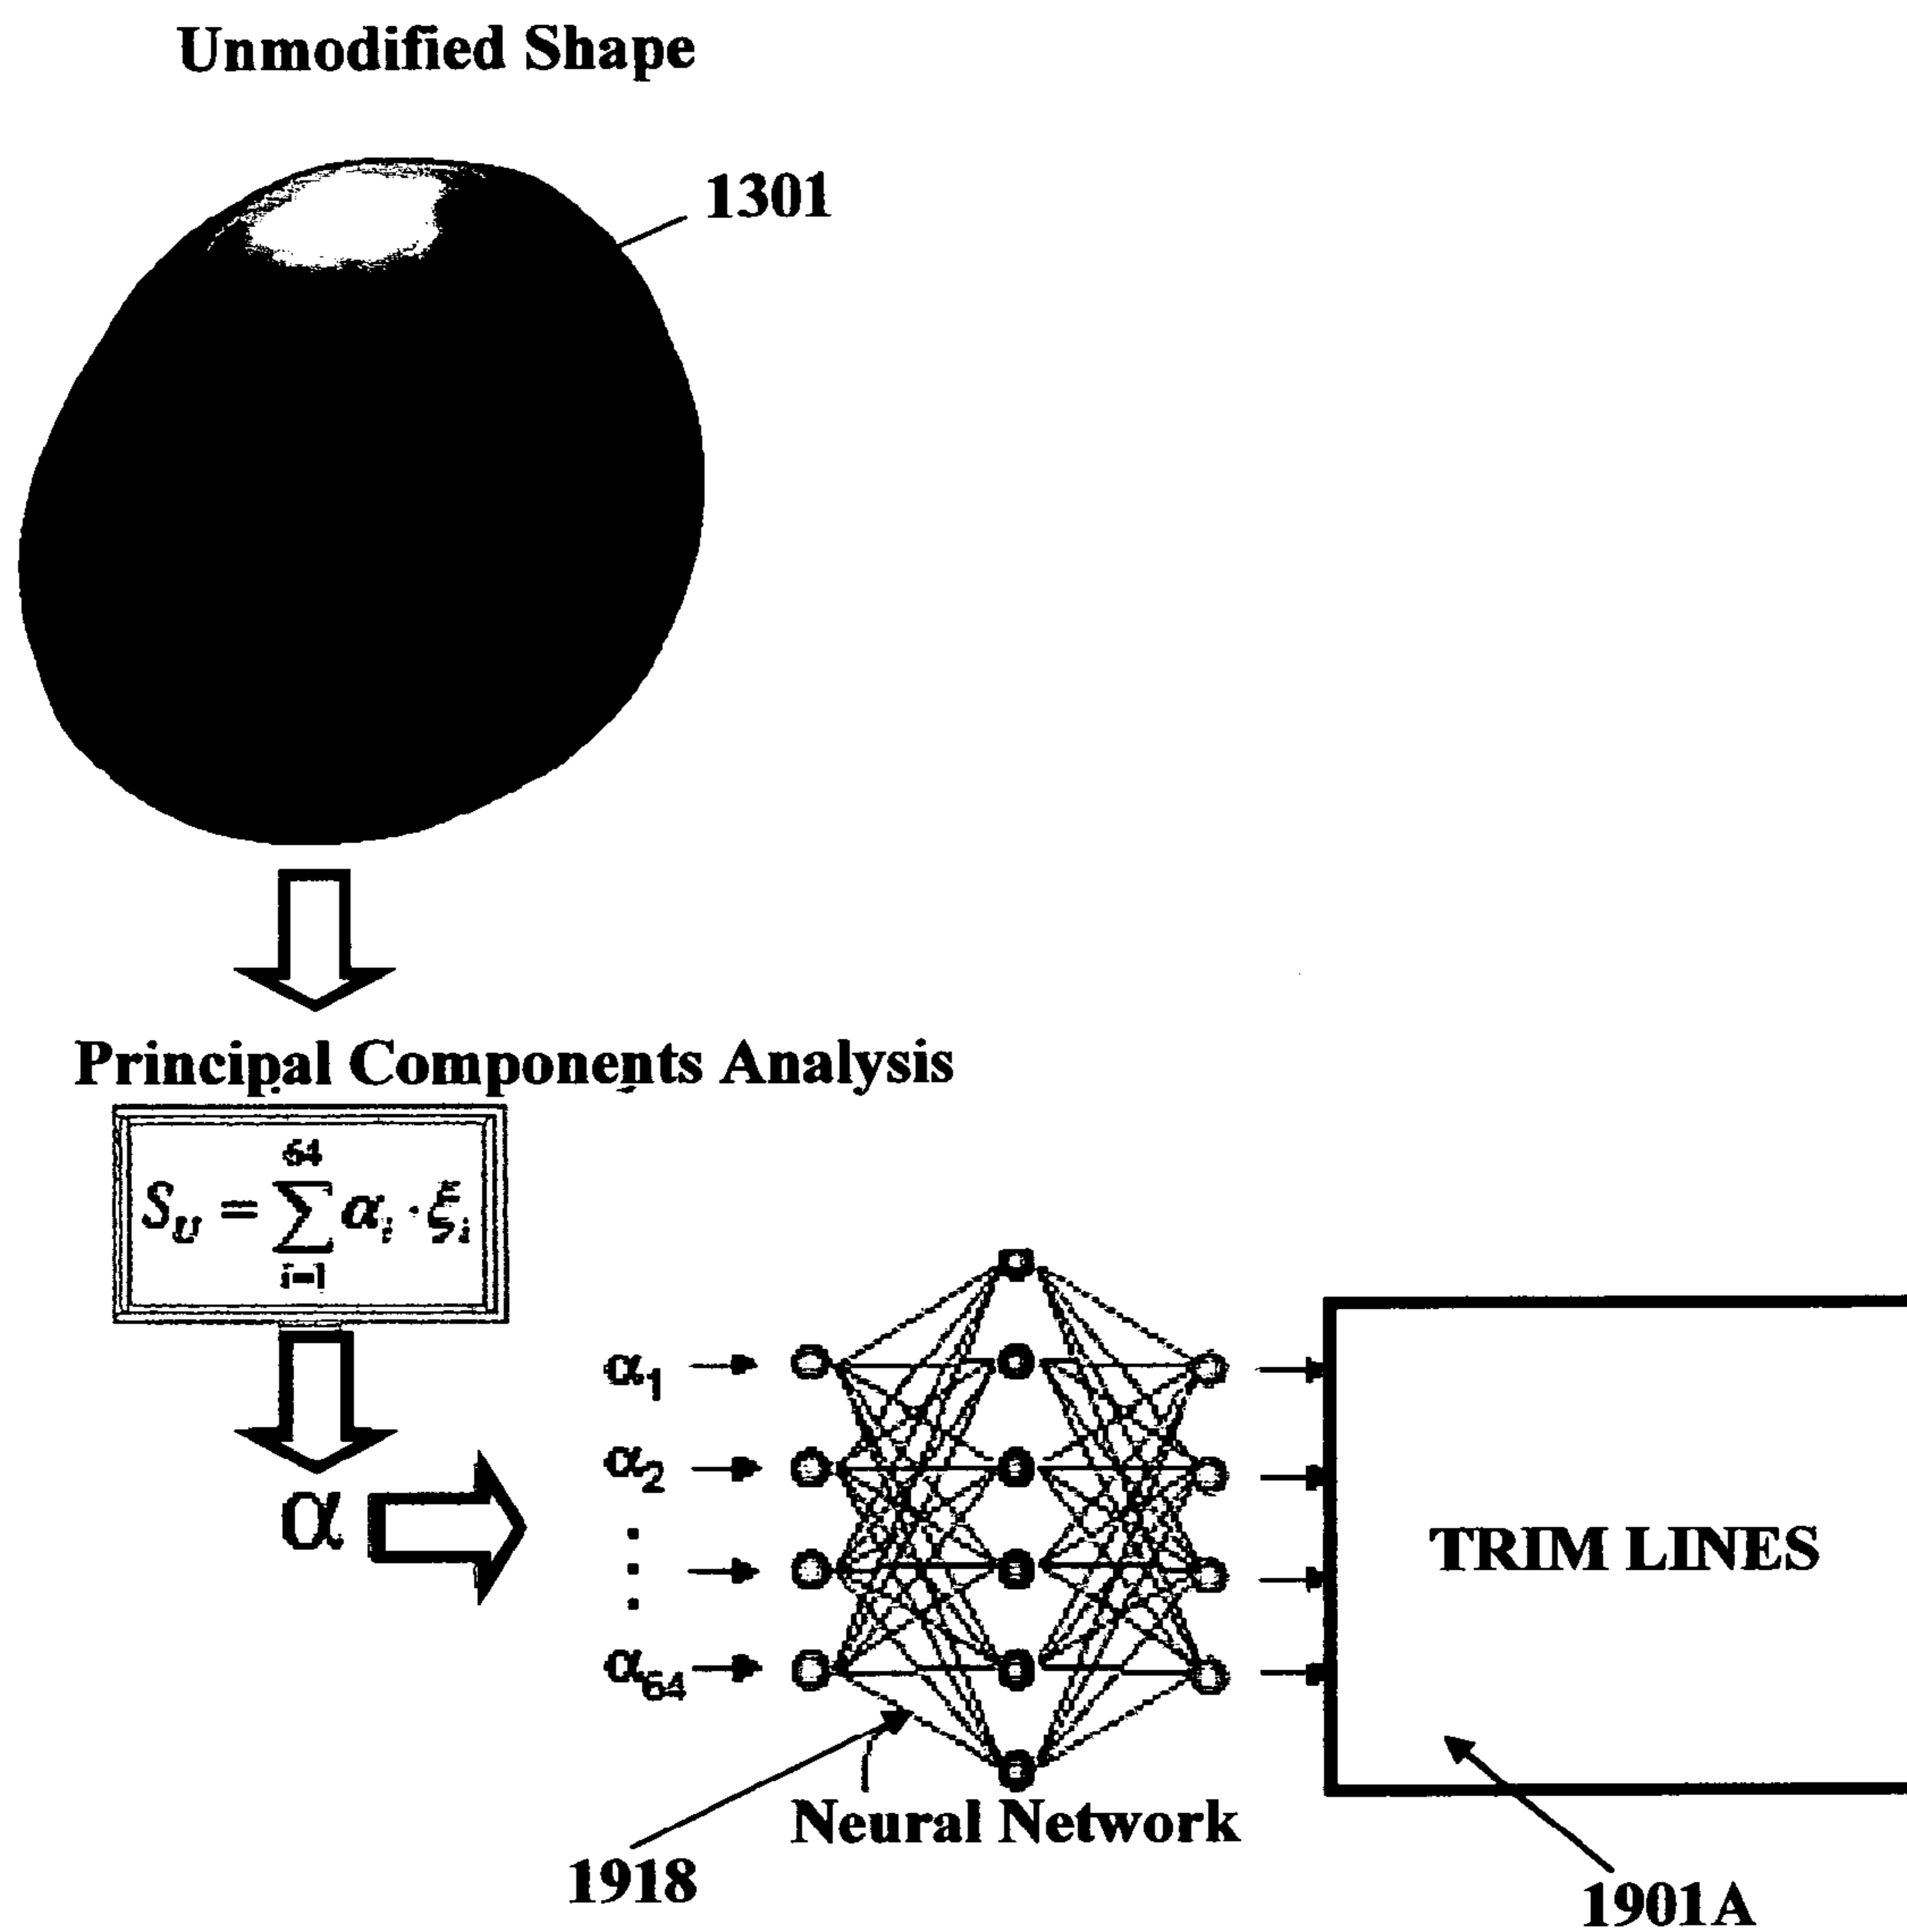 Unmodified Shape
1301
Principal Components Analysis
64
S_U = ∑ α_i · ξ_i
i=1
α
α₁
α₂
α₆₄
TRIM LINES
Neural Network
1918
1901A